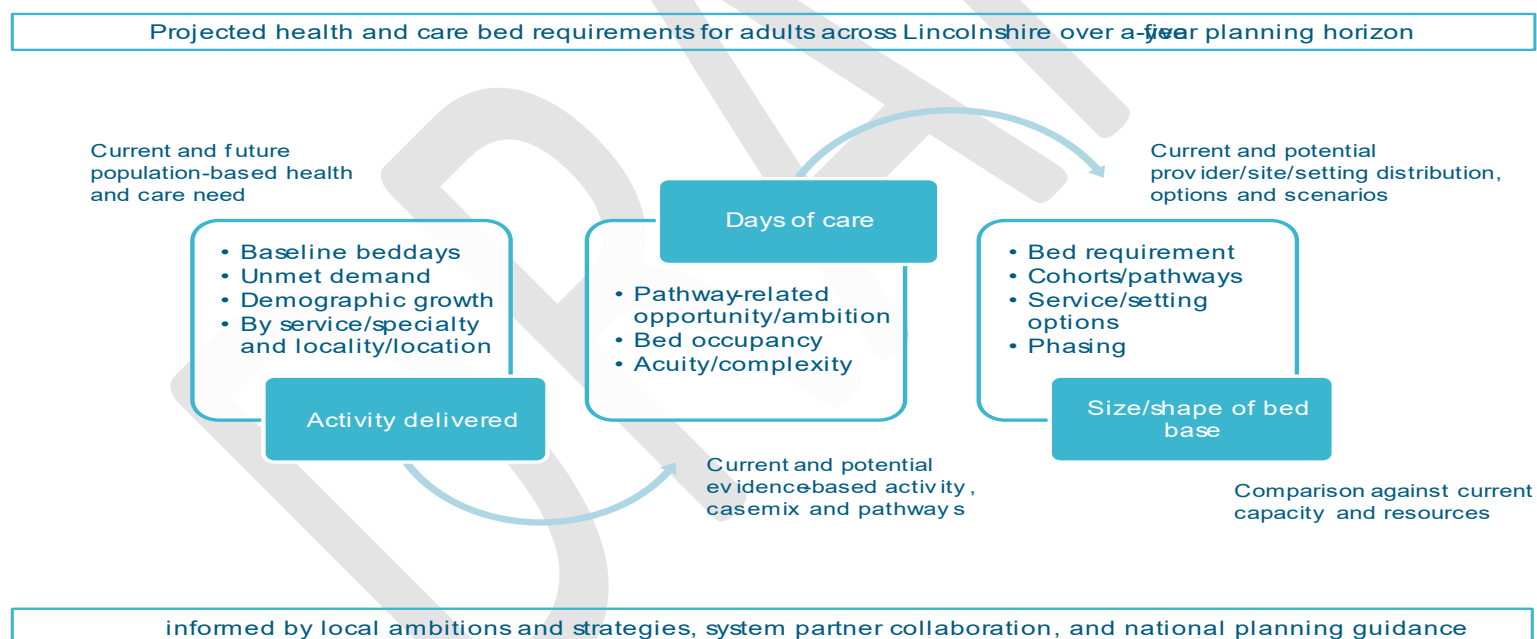 Projected health and care bed requirements for adults across Lincolnshire over a five-year planning horizon
Current and future
population-based health
and care need
• Baseline beddays
• Unmet demand
• Demographic growth
• By service/specialty
and locality/location
Activity delivered
Days of care
• Pathway-related
opportunity/ambition
• Bed occupancy
• Acuity/complexity
Current and potential
evidence-based activity,
casemix and pathways
Current and potential
provider/site/setting distribution,
options and scenarios
• Bed requirement
• Cohorts/pathways
• Service/setting
options
• Phasing
Size/shape of bed
base
Comparison against current
capacity and resources
informed by local ambitions and strategies, system partner collaboration, and national planning guidance